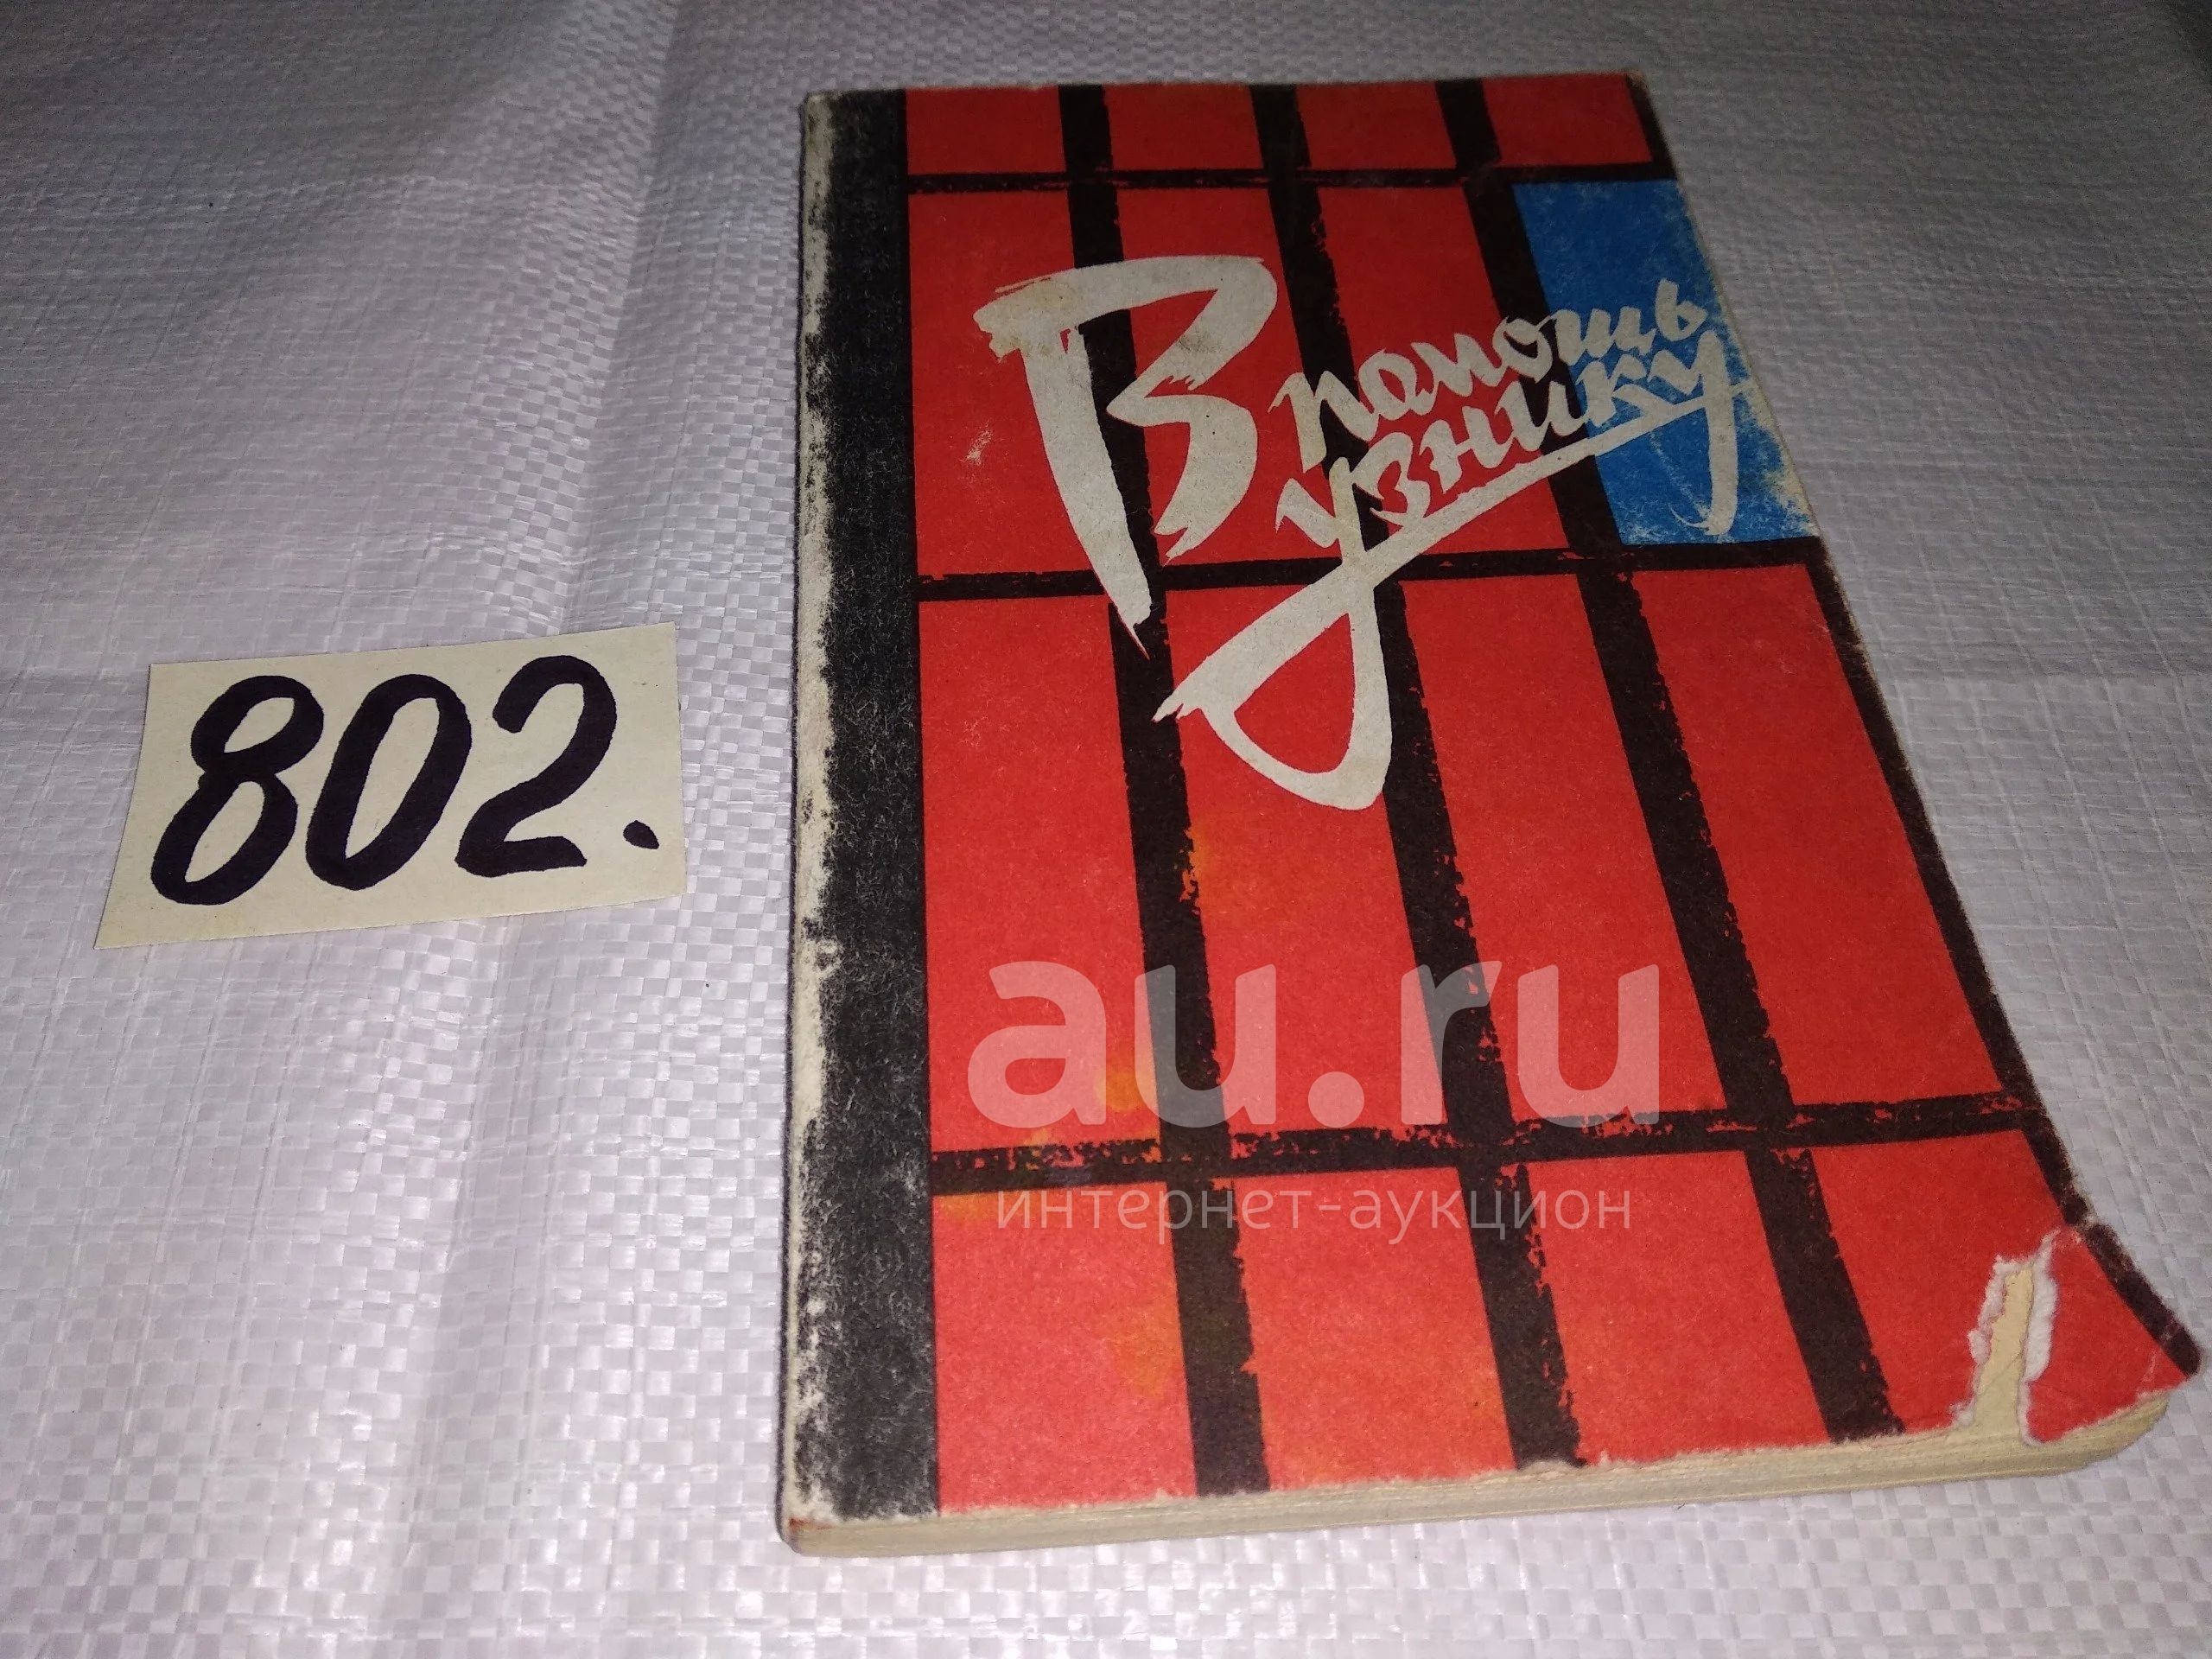 В помощь
узнику
802.
au.ru
интернет-аукцион